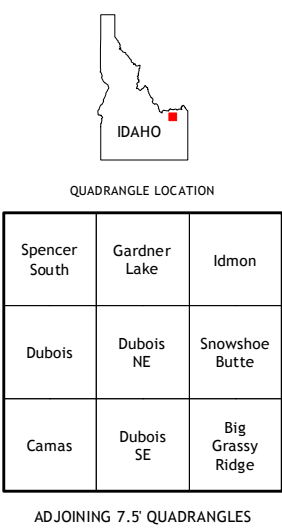 IDAHO
QUADRANGLE LOCATION
Spencer
South
Gardner
Lake
Idmon
Dubois
Dubois
NE
Snowshoe
Butte
Camas
Dubois
SE
Big
Grassy
Ridge
ADJOINING 7.5' QUADRANGLES